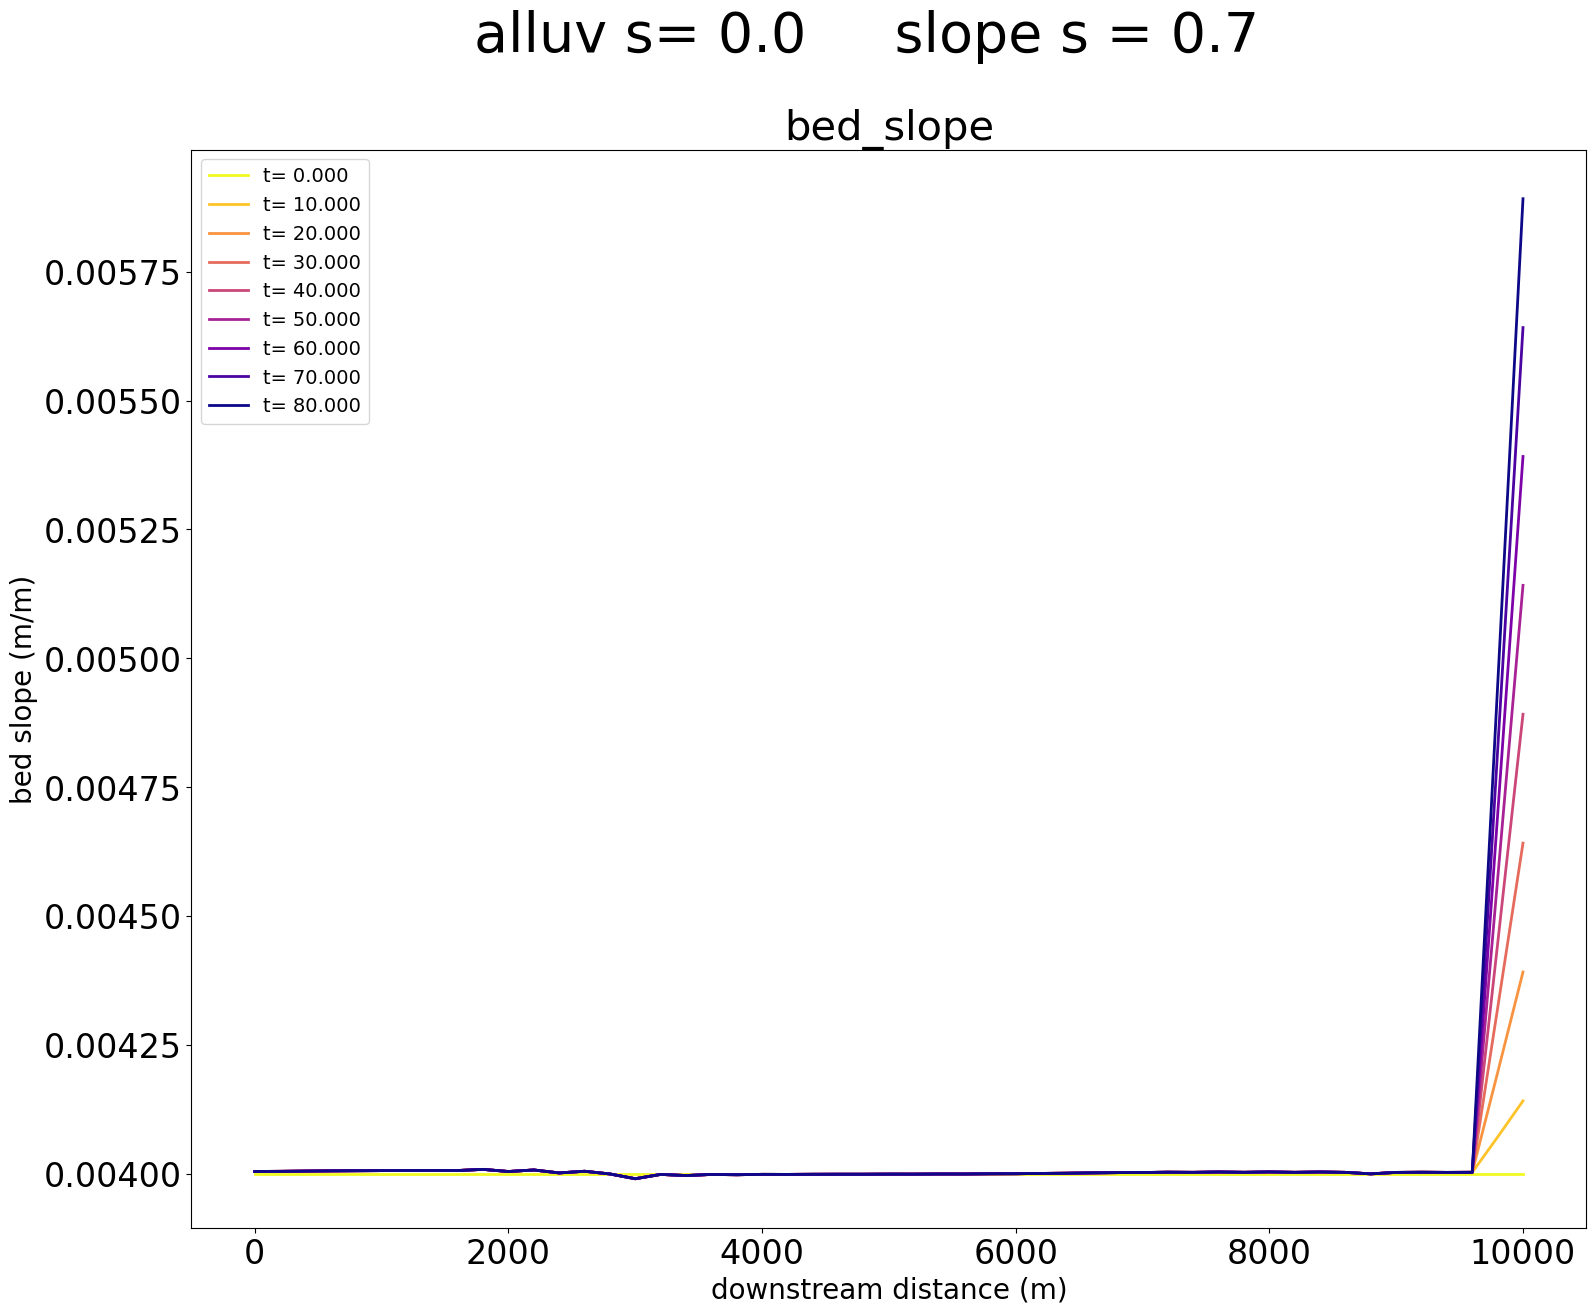 alluv s= 0.0 slope s = 0.7
bed_slope
t= 0.000
t= 10.000
t= 20.000
t= 30.000
t= 40.000
t= 50.000
t= 60.000
t= 70.000
t= 80.000
0.00575
0.00550
0.00525
0.00500
0.00475
0.00450
0.00425
0.00400
bed slope (m/m)
0 2000 4000 6000 8000 10000
downstream distance (m)